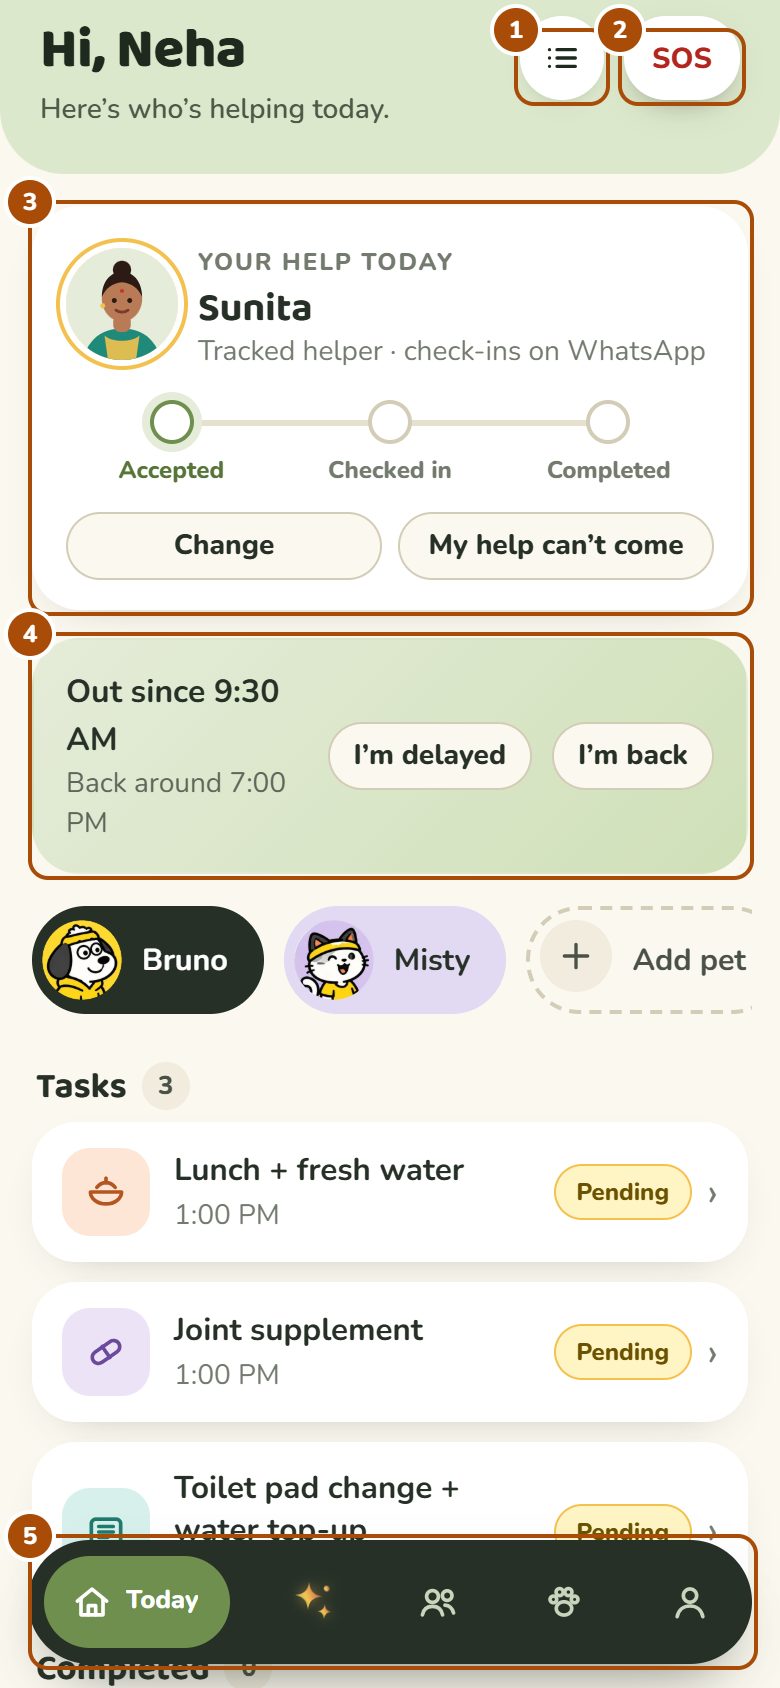 Hi, Neha
1
2
SOS
Here’s who’s helping today.
3
YOUR HELP TODAY
Sunita
Tracked helper · check-ins on WhatsApp
Accepted
Checked in
Completed
Change
My help can’t come
4
Out since 9:30
AM
Back around 7:00
PM
I’m delayed
I’m back
Bruno
Misty
+ Add pet
Tasks 3
Lunch + fresh water
1:00 PM
Pending
Joint supplement
1:00 PM
Pending
Toilet pad change +
water top-up
Pending
5
Today
Completed 0